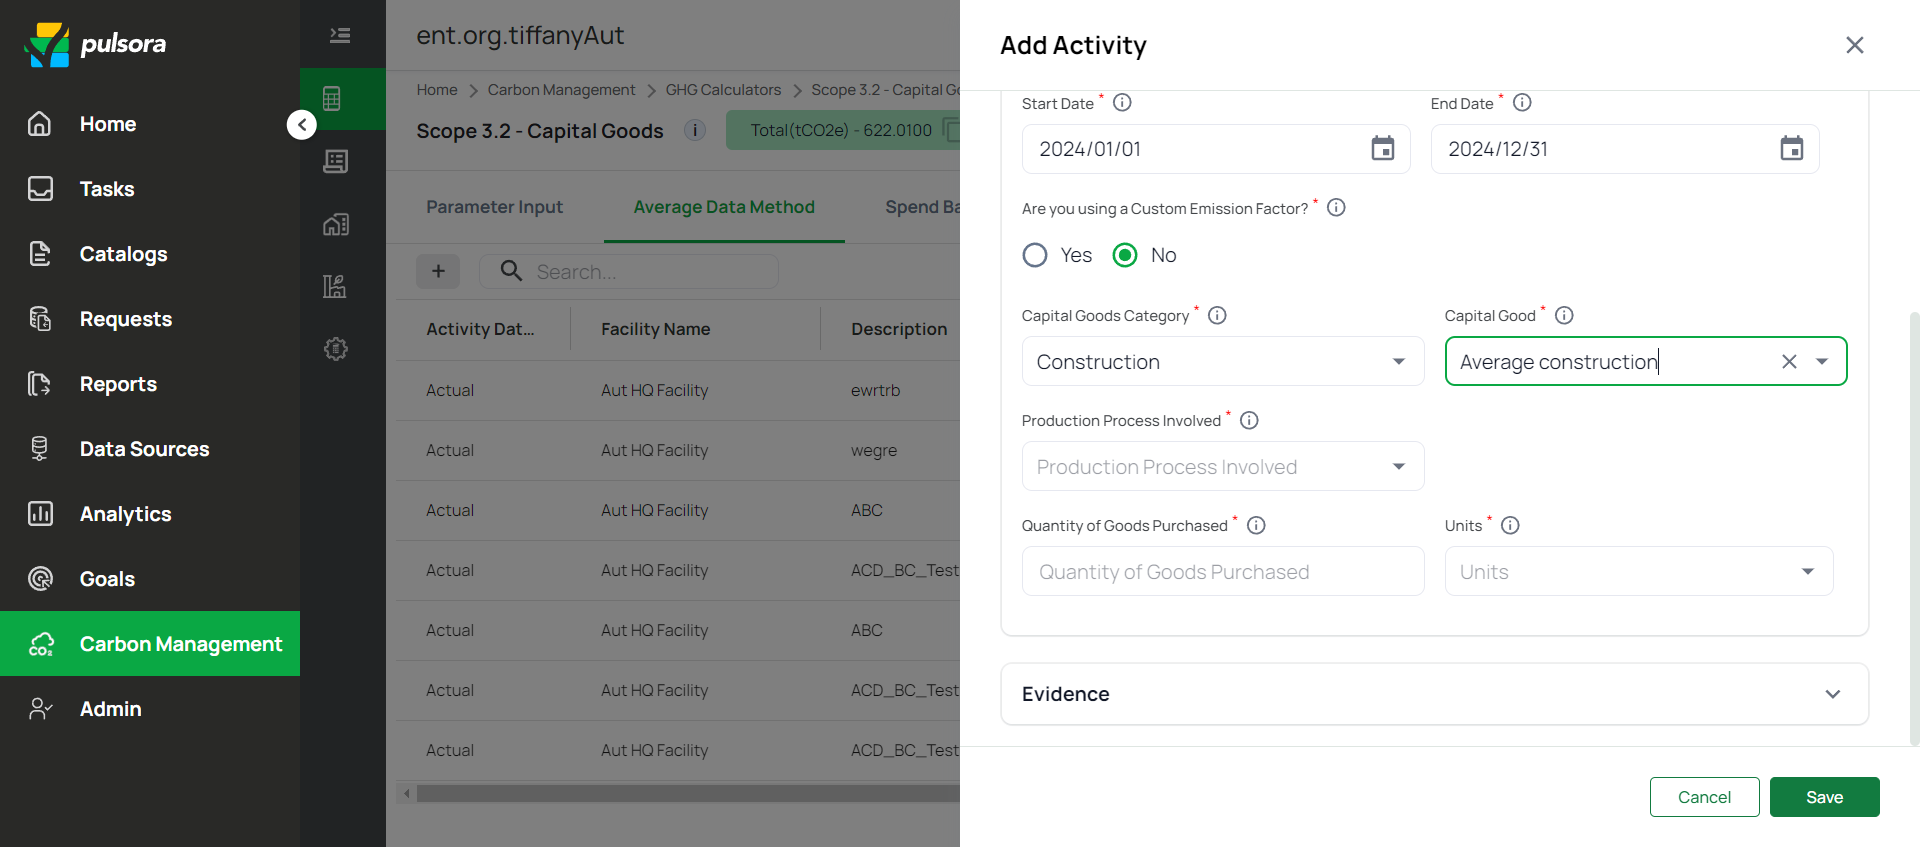 pulsora
Home
Tasks
Catalogs
Requests
Reports
Data Sources
Analytics
Goals
Carbon Management
Admin
ent.org.tiffanyAut
Home > Carbon Management > GHG Calculators > Scope 3.2 - Capital Go
Scope 3.2 - Capital Goods
Total(tCO2e) - 622.0100
Parameter Input Average Data Method Spend Ba
Search...
Activity Dat... Facility Name Description
Actual Aut HQ Facility ewrtrb
Actual Aut HQ Facility wegre
Actual Aut HQ Facility ABC
Actual Aut HQ Facility ACD_BC_Test
Actual Aut HQ Facility ABC
Actual Aut HQ Facility ACD_BC_Test
Actual Aut HQ Facility ACD_BC_Test
Add Activity
Start Date * End Date *
2024/01/01 2024/12/31
Are you using a Custom Emission Factor? *
Yes No
Capital Goods Category * Capital Good *
Construction Average construction
Production Process Involved *
Production Process Involved
Quantity of Goods Purchased * Units *
Quantity of Goods Purchased Units
Evidence
Cancel Save